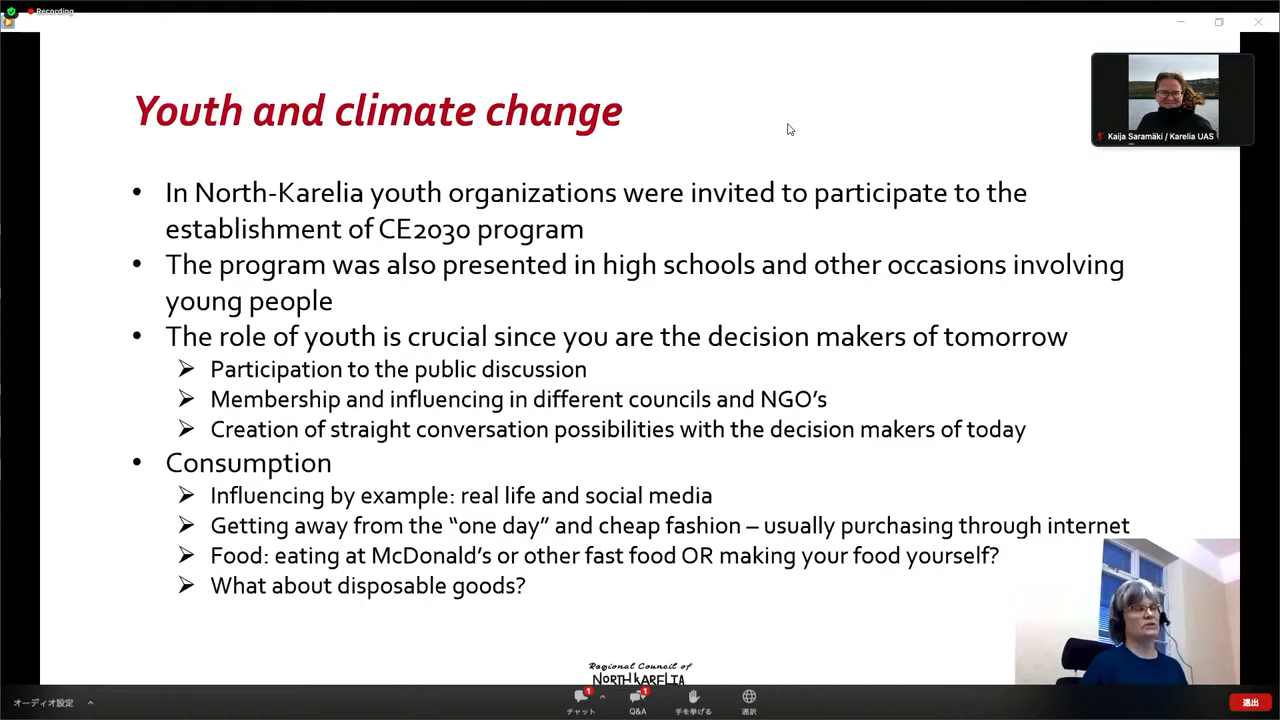 Recording
Youth and climate change
Kaija Saramäki / Karelia UAS
• In North-Karelia youth organizations were invited to participate to the
establishment of CE2030 program
• The program was also presented in high schools and other occasions involving
young people
• The role of youth is crucial since you are the decision makers of tomorrow
➢ Participation to the public discussion
➢ Membership and influencing in different councils and NGO’s
➢ Creation of straight conversation possibilities with the decision makers of today
• Consumption
➢ Influencing by example: real life and social media
➢ Getting away from the “one day” and cheap fashion – usually purchasing through internet
➢ Food: eating at McDonald’s or other fast food OR making your food yourself?
➢ What about disposable goods?
Regional Council of
NORTH KARELIA
オーディオ設定
1
チャット
1
Q&A
手を挙げる
通訳
退出